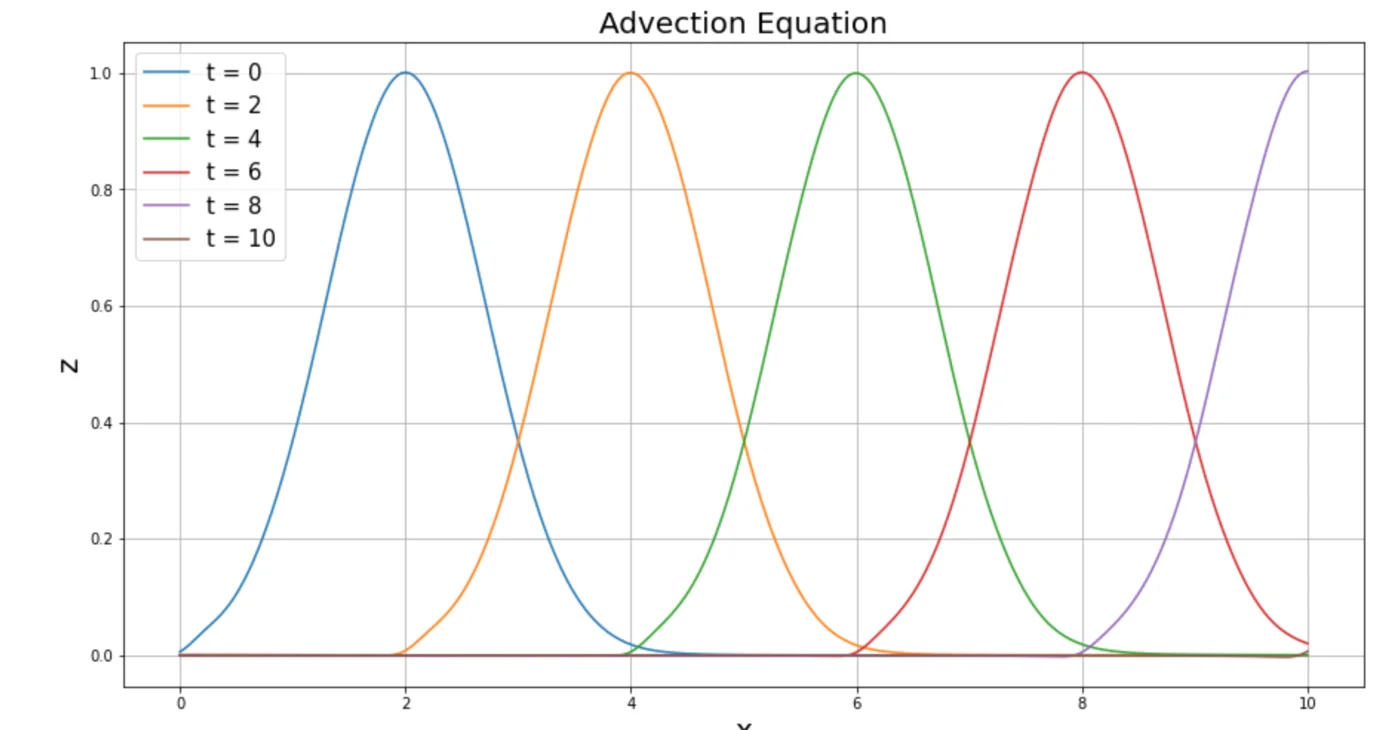 Advection Equation
1.0
0.8
0.6
0.4
0.2
0.0
z
t = 0
t = 2
t = 4
t = 6
t = 8
t = 10
0 2 4 6 8 10